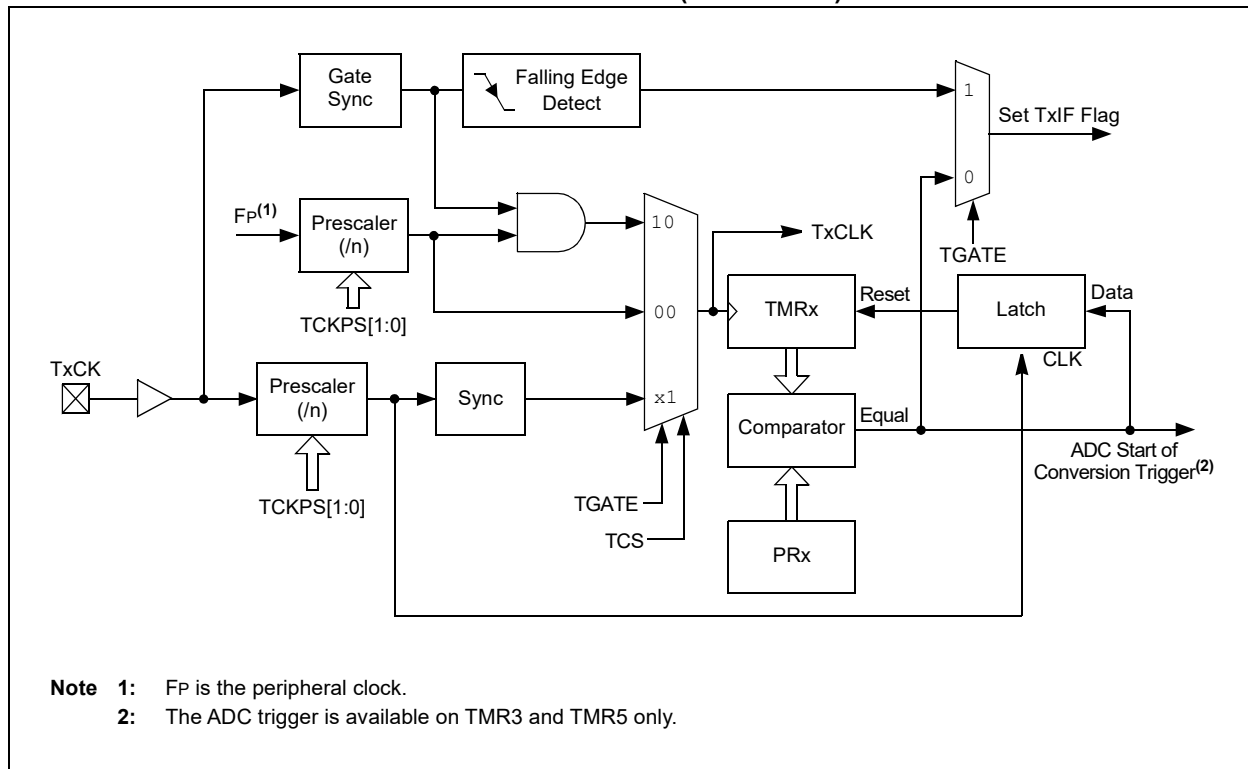 Gate
Sync
Falling Edge
Detect
1
Set TxIF Flag
0
FP(1)
Prescaler
(/n)
10
TxCLK
TGATE
TCKPS[1:0]
00
TMRx
Reset
Latch
Data
CLK
TxCK
Prescaler
(/n)
Sync
x1
Comparator
Equal
ADC Start of
Conversion Trigger(2)
TCKPS[1:0]
TGATE
TCS
PRx
Note 1: FP is the peripheral clock.
2: The ADC trigger is available on TMR3 and TMR5 only.